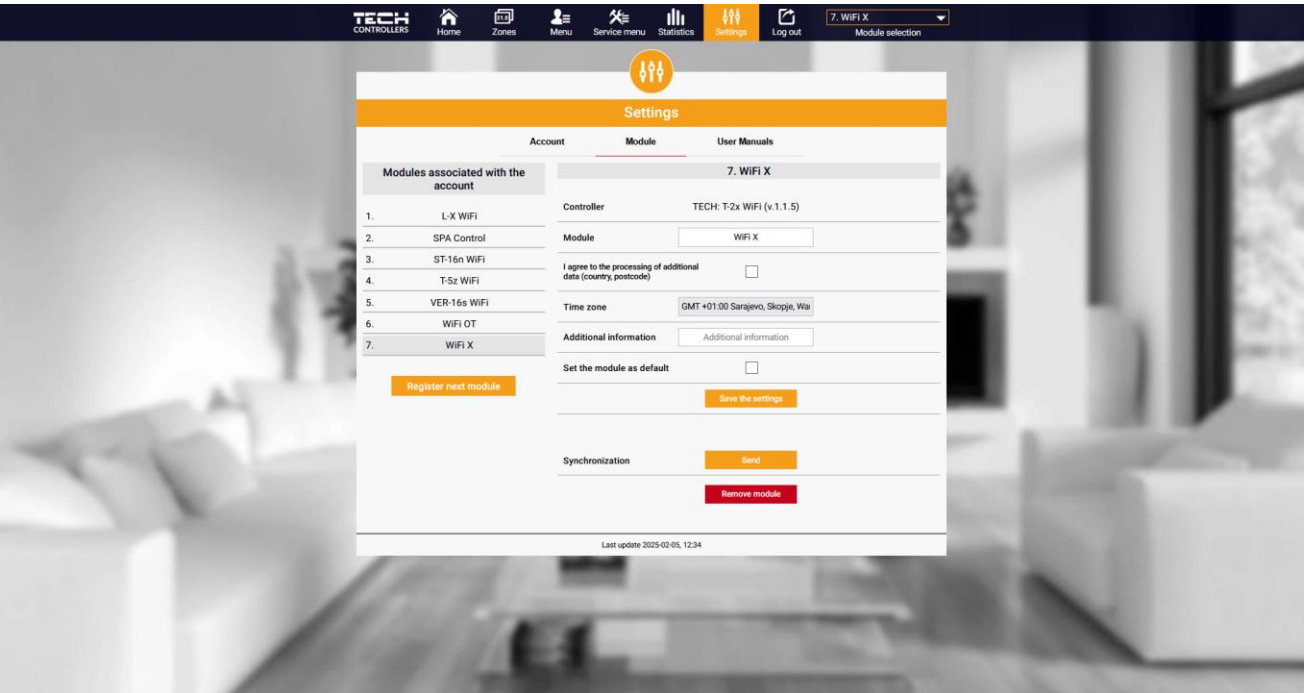 TECH
CONTROLLERS
Home
21.0
Zones
Menu
Service menu
Statistics
Settings
Log out
7. WiFi X
Module selection
Settings
Account
Module
User Manuals
Modules associated with the
account
1. L-X WiFi
2. SPA Control
3. ST-16n WiFi
4. T-5z WiFi
5. VER-16s WiFi
6. WiFi OT
7. WiFi X
Register next module
7. WiFi X
Controller TECH: T-2x WiFi (v.1.1.5)
Module WiFi X
I agree to the processing of additional
data (country, postcode)
Time zone GMT +01:00 Sarajevo, Skopje, War
Additional information Additional information
Set the module as default
Save the settings
Synchronization Send
Remove module
Last update 2025-02-05, 12:34